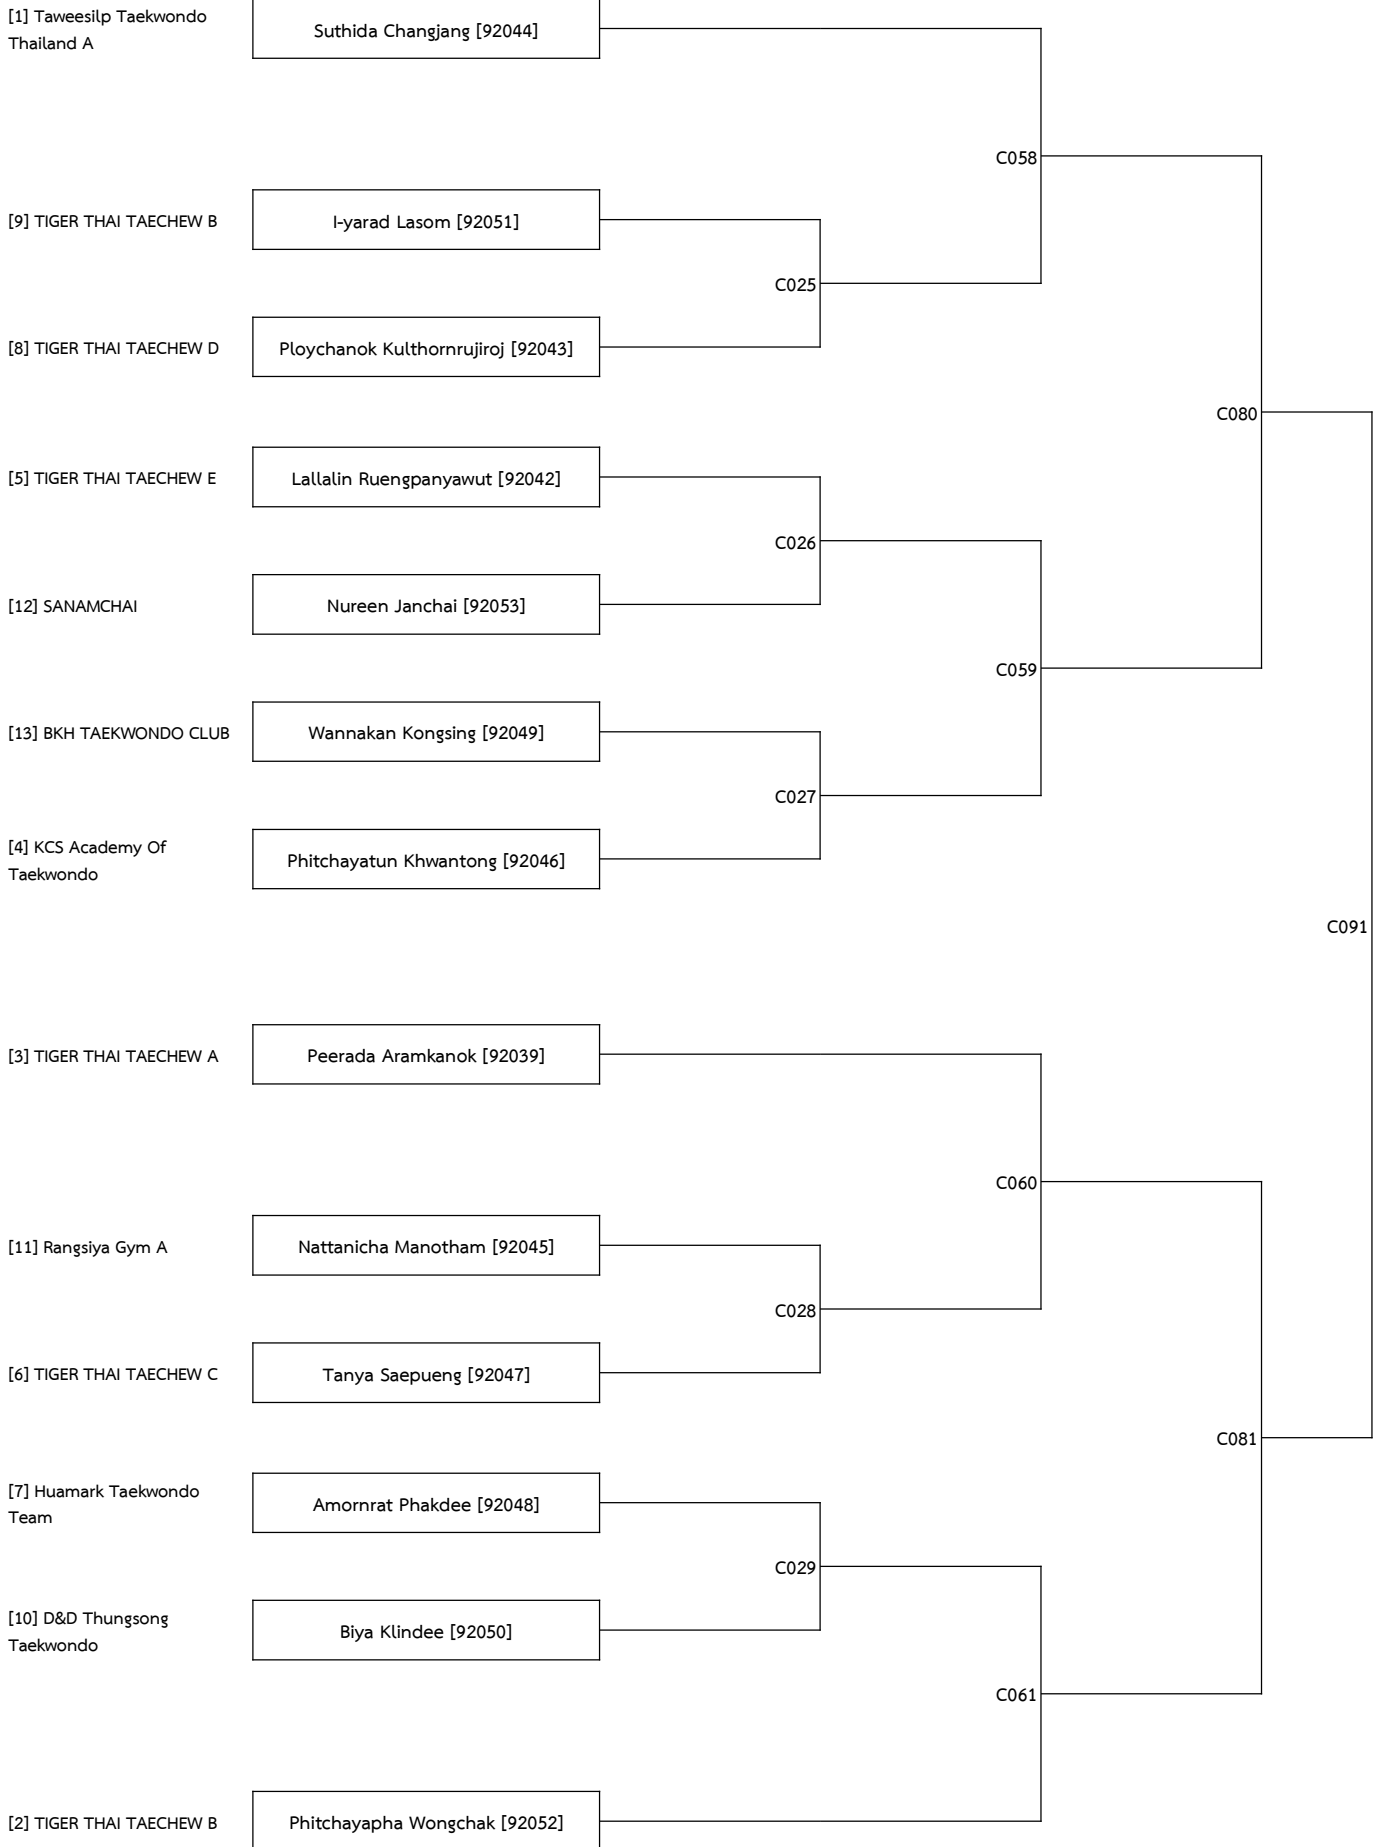 [1] Taweesilp Taekwondo
Thailand A
Suthida Changjang [92044]
C058
[9] TIGER THAI TAECHEW B
I-yarad Lasom [92051]
C025
[8] TIGER THAI TAECHEW D
Ploychanok Kulthornrujiroj [92043]
C080
[5] TIGER THAI TAECHEW E
Lallalin Ruengpanyawut [92042]
C026
[12] SANAMCHAI
Nureen Janchai [92053]
C059
[13] BKH TAEKWONDO CLUB
Wannakan Kongsing [92049]
C027
[4] KCS Academy Of
Taekwondo
Phitchayatun Khwantong [92046]
C091
[3] TIGER THAI TAECHEW A
Peerada Aramkanok [92039]
C060
[11] Rangsiya Gym A
Nattanicha Manotham [92045]
C028
[6] TIGER THAI TAECHEW C
Tanya Saepueng [92047]
C081
[7] Huamark Taekwondo
Team
Amornrat Phakdee [92048]
C029
[10] D&D Thungsong
Taekwondo
Biya Klindee [92050]
C061
[2] TIGER THAI TAECHEW B
Phitchayapha Wongchak [92052]